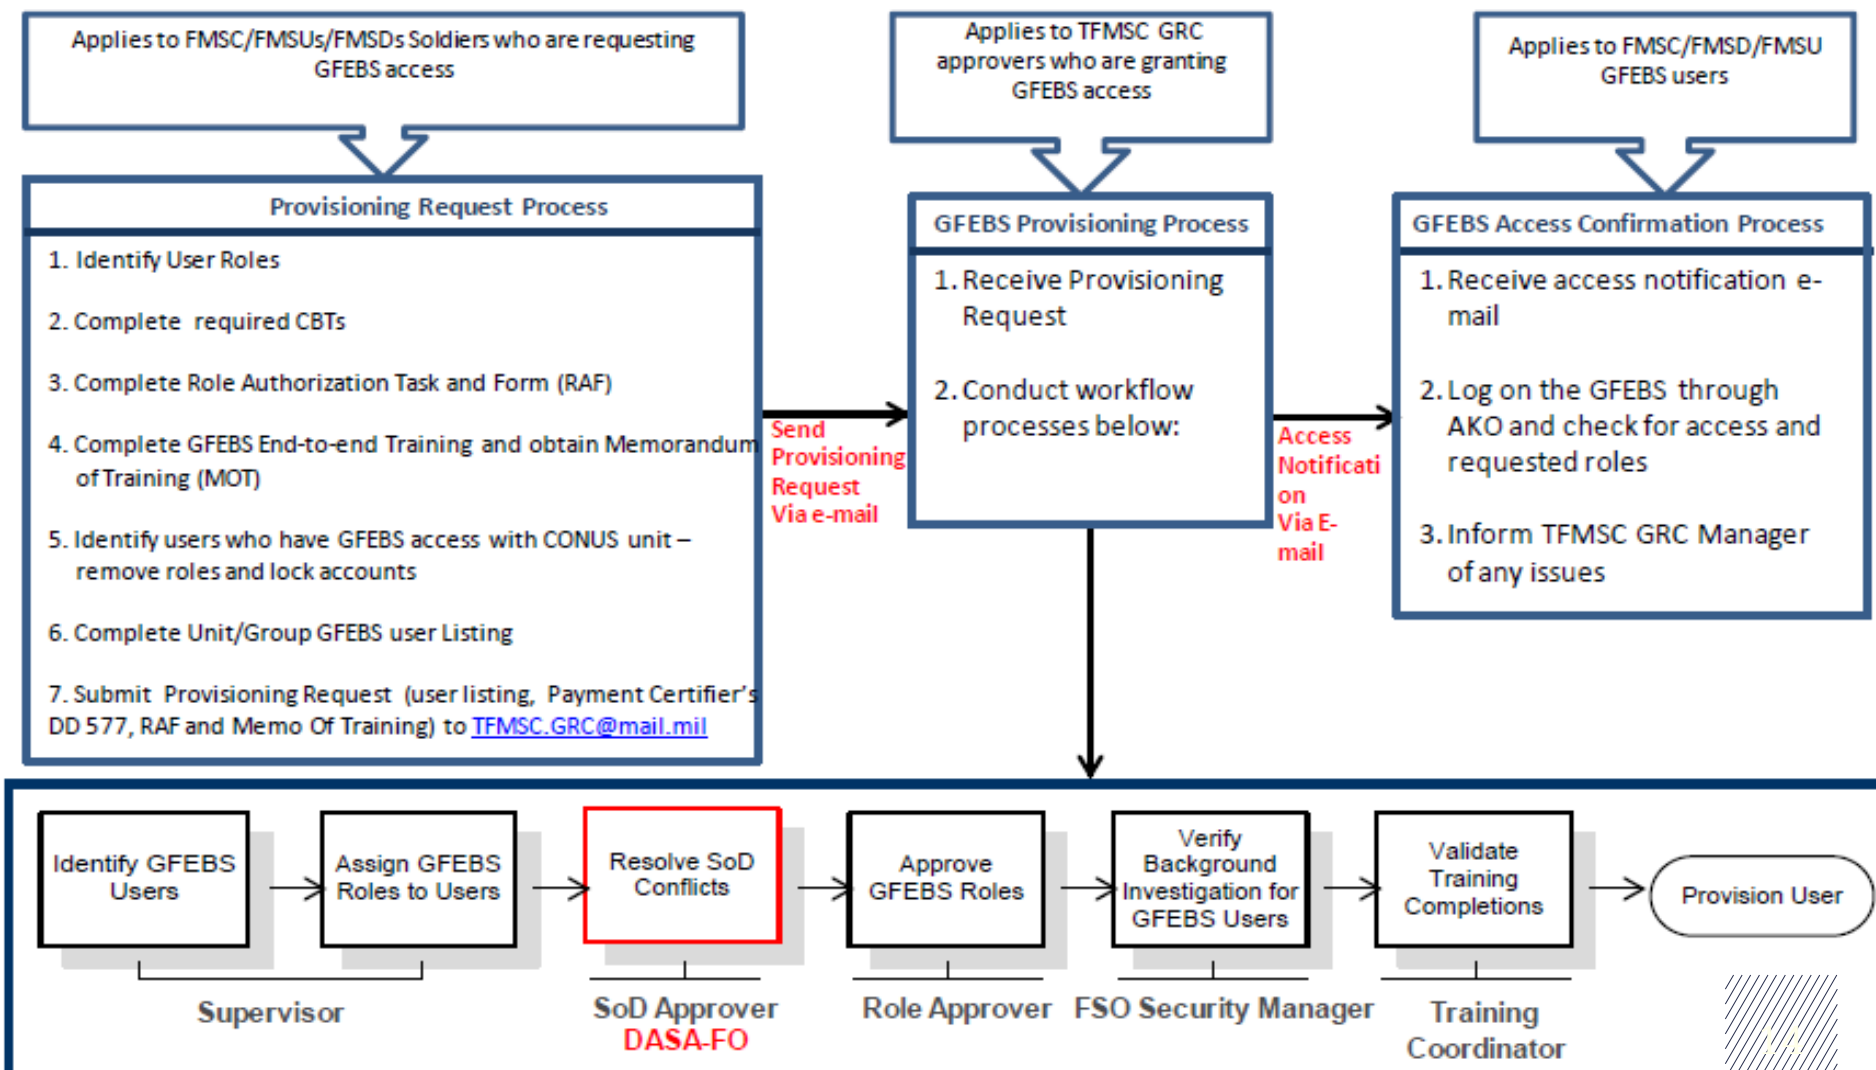 Applies to FMSC/FMSUs/FMSDs Soldiers who are requesting
GFEBS access
Applies to TFMSC GRC
approvers who are granting
GFEBS access
Applies to FMSC/FMSD/FMSU
GFEBS users
Provisioning Request Process
1. Identify User Roles
2. Complete required CBTs
3. Complete Role Authorization Task and Form (RAF)
4. Complete GFEBS End-to-end Training and obtain Memorandum
of Training (MOT)
5. Identify users who have GFEBS access with CONUS unit –
remove roles and lock accounts
6. Complete Unit/Group GFEBS user Listing
7. Submit Provisioning Request (user listing, Payment Certifier's
DD 577, RAF and Memo Of Training) to TFMSC.GRC@mail.mil
Send
Provisioning
Request
Via e-mail
GFEBS Provisioning Process
1. Receive Provisioning
Request
2. Conduct workflow
processes below:
Access
Notificati
on
Via E-
mail
GFEBS Access Confirmation Process
1. Receive access notification e-
mail
2. Log on the GFEBS through
AKO and check for access and
requested roles
3. Inform TFMSC GRC Manager
of any issues
Identify GFEBS
Users
Assign GFEBS
Roles to Users
Resolve SoD
Conflicts
Approve
GFEBS Roles
Verify
Background
Investigation for
GFEBS Users
Validate
Training
Completions
Provision User
Supervisor
SoD Approver
DASA-FO
Role Approver
FSO Security Manager
Training
Coordinator
14